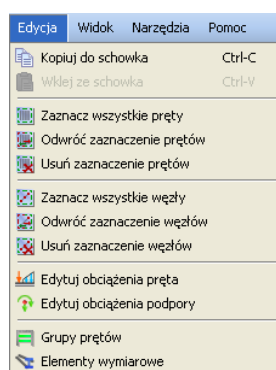 Edycja Widok Narzędzia Pomoc
Kopiuj do schowka Ctrl-C
Wklej ze schowka Ctrl-V
Zaznacz wszystkie pręty
Odwróć zaznaczenie prętów
Usuń zaznaczenie prętów
Zaznacz wszystkie węzły
Odwróć zaznaczenie węzłów
Usuń zaznaczenie węzłów
Edytuj obciążenia pręta
Edytuj obciążenia podpory
Grupy prętów
Elementy wymiarowe